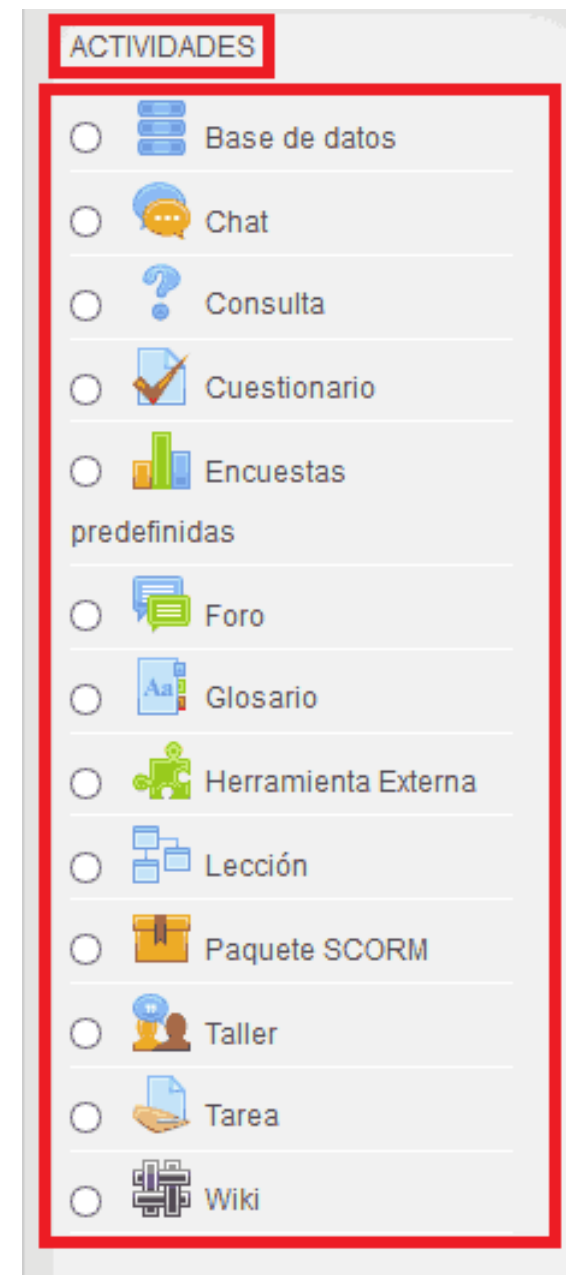 ACTIVIDADES
Base de datos
Chat
Consulta
Cuestionario
Encuestas
predefinidas
Foro
Aa
Glosario
Herramienta Externa
Lección
Paquete SCORM
Taller
Tarea
Wiki